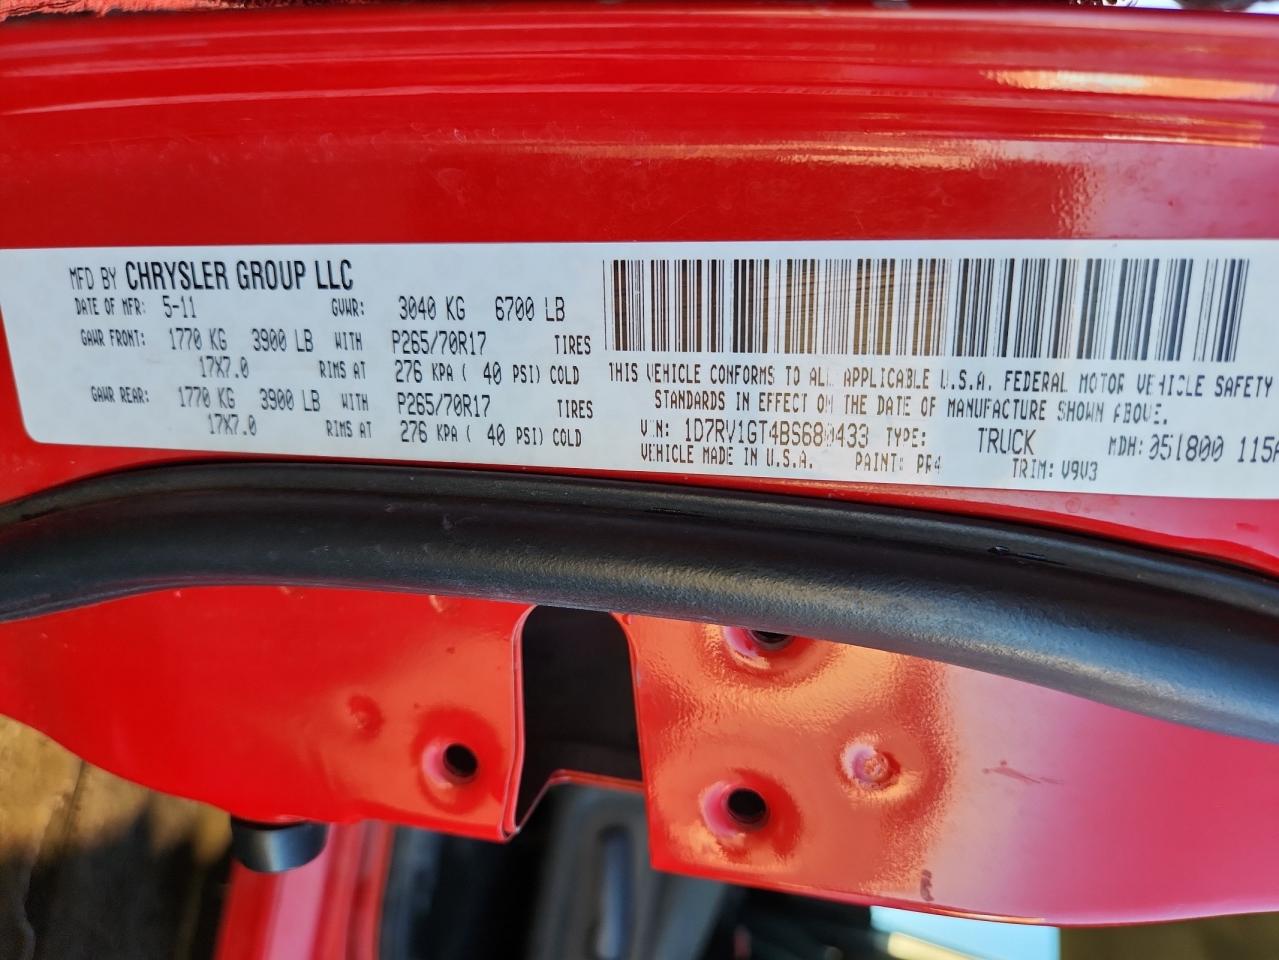 MFD BY CHRYSLER GROUP LLC
DATE OF MFR: 5-11 GVWR: 3040 KG 6700 LB
GAWR FRONT: 1770 KG 3900 LB WITH P265/70R17 TIRES
17X7.0 RIMS AT 276 KPA ( 40 PSI) COLD
GAWR REAR: 1770 KG 3900 LB WITH P265/70R17 TIRES
17X7.0 RIMS AT 276 KPA ( 40 PSI) COLD
THIS VEHICLE CONFORMS TO ALL APPLICABLE U.S.A. FEDERAL MOTOR VEHICLE SAFETY
STANDARDS IN EFFECT ON THE DATE OF MANUFACTURE SHOWN ABOVE.
VIN: TYPE: TRUCK MDH:
VEHICLE MADE IN U.S.A. PAINT: PR4 TRIM: V9V3